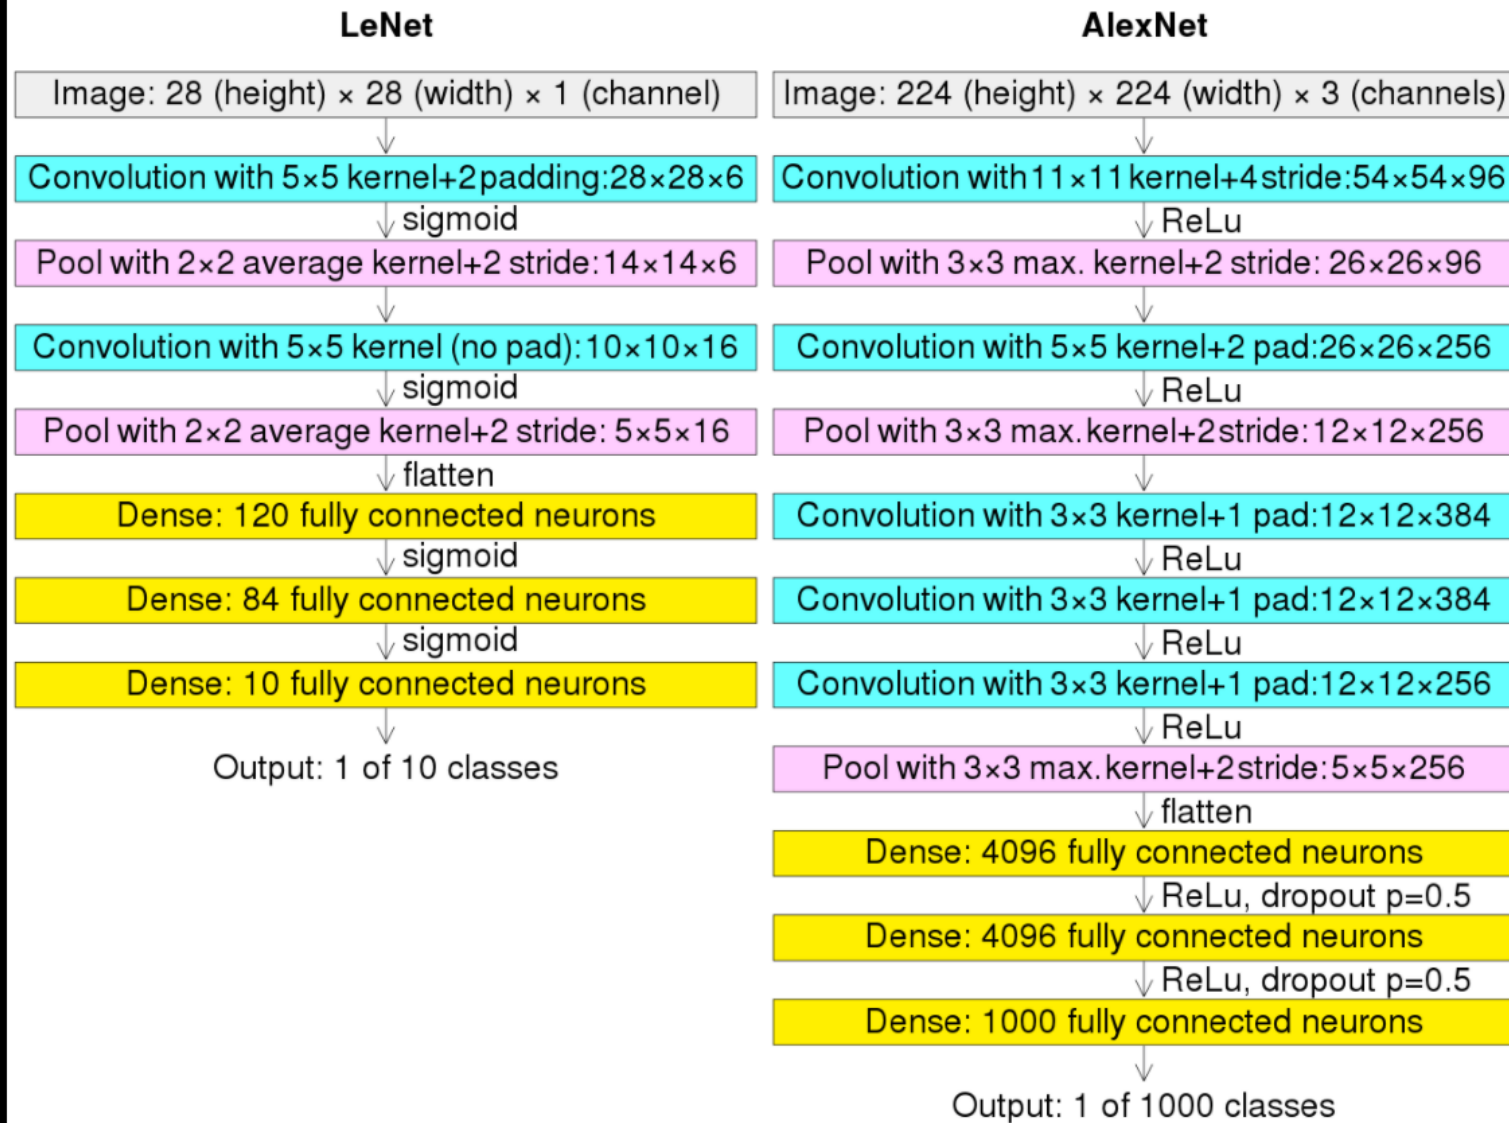 LeNet
Image: 28 (height) × 28 (width) × 1 (channel)
Convolution with 5×5 kernel+2padding:28×28×6
sigmoid
Pool with 2×2 average kernel+2 stride:14×14×6
Convolution with 5×5 kernel (no pad):10×10×16
sigmoid
Pool with 2×2 average kernel+2 stride: 5×5×16
flatten
Dense: 120 fully connected neurons
sigmoid
Dense: 84 fully connected neurons
sigmoid
Dense: 10 fully connected neurons
Output: 1 of 10 classes
AlexNet
Image: 224 (height) × 224 (width) × 3 (channels)
Convolution with 11×11 kernel+4 stride:54×54×96
ReLu
Pool with 3×3 max. kernel+2 stride: 26×26×96
Convolution with 5×5 kernel+2 pad:26×26×256
ReLu
Pool with 3×3 max. kernel+2 stride:12×12×256
Convolution with 3×3 kernel+1 pad:12×12×384
ReLu
Convolution with 3×3 kernel+1 pad:12×12×384
ReLu
Convolution with 3×3 kernel+1 pad:12×12×256
ReLu
Pool with 3×3 max. kernel+2 stride:5×5×256
flatten
Dense: 4096 fully connected neurons
ReLu, dropout p=0.5
Dense: 4096 fully connected neurons
ReLu, dropout p=0.5
Dense: 1000 fully connected neurons
Output: 1 of 1000 classes